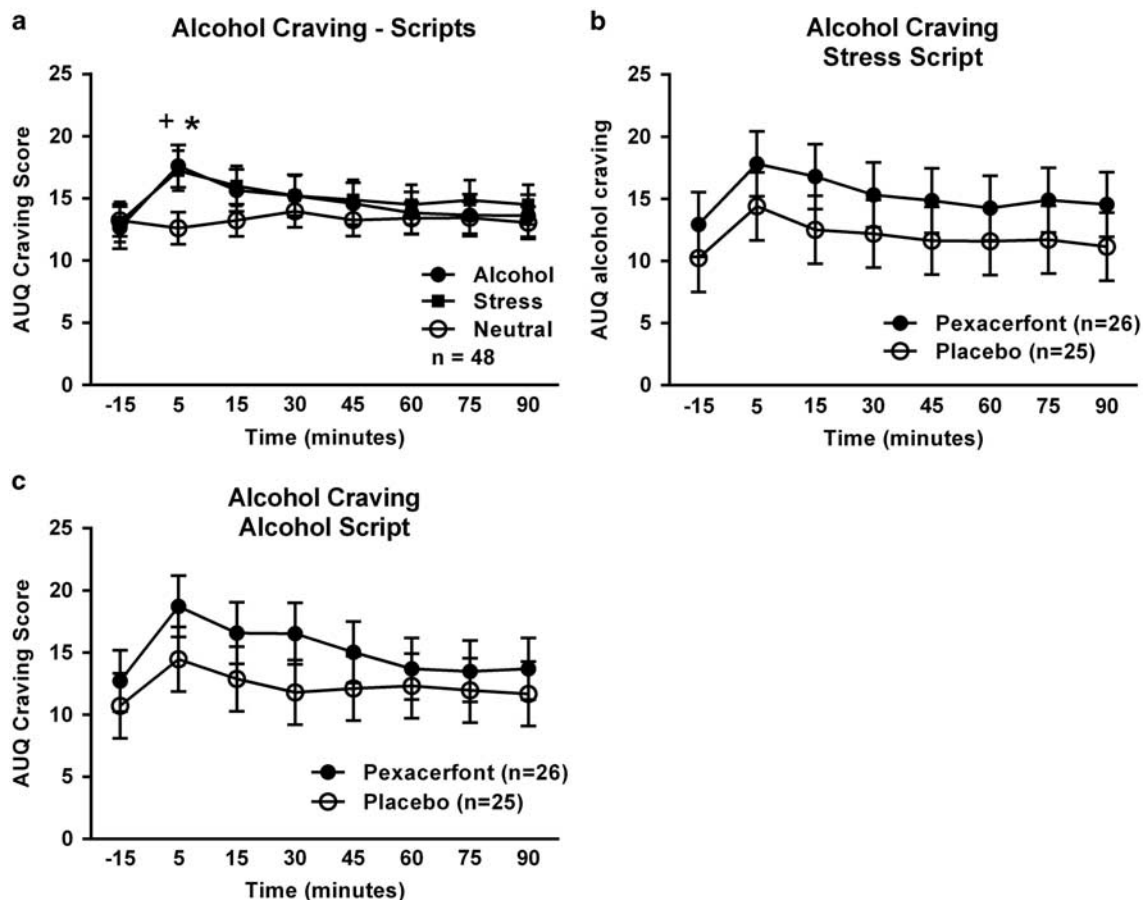 a
Alcohol Craving - Scripts
25
20
15
10
5
0
AUQ Craving Score
+ *
Alcohol
Stress
Neutral
n = 48
-15 5 15 30 45 60 75 90
Time (minutes)
b
Alcohol Craving
Stress Script
25
20
15
10
5
0
AUQ alcohol craving
Pexacerfont (n=26)
Placebo (n=25)
-15 5 15 30 45 60 75 90
Time (minutes)
c
Alcohol Craving
Alcohol Script
25
20
15
10
5
0
AUQ Craving Score
Pexacerfont (n=26)
Placebo (n=25)
-15 5 15 30 45 60 75 90
Time (minutes)